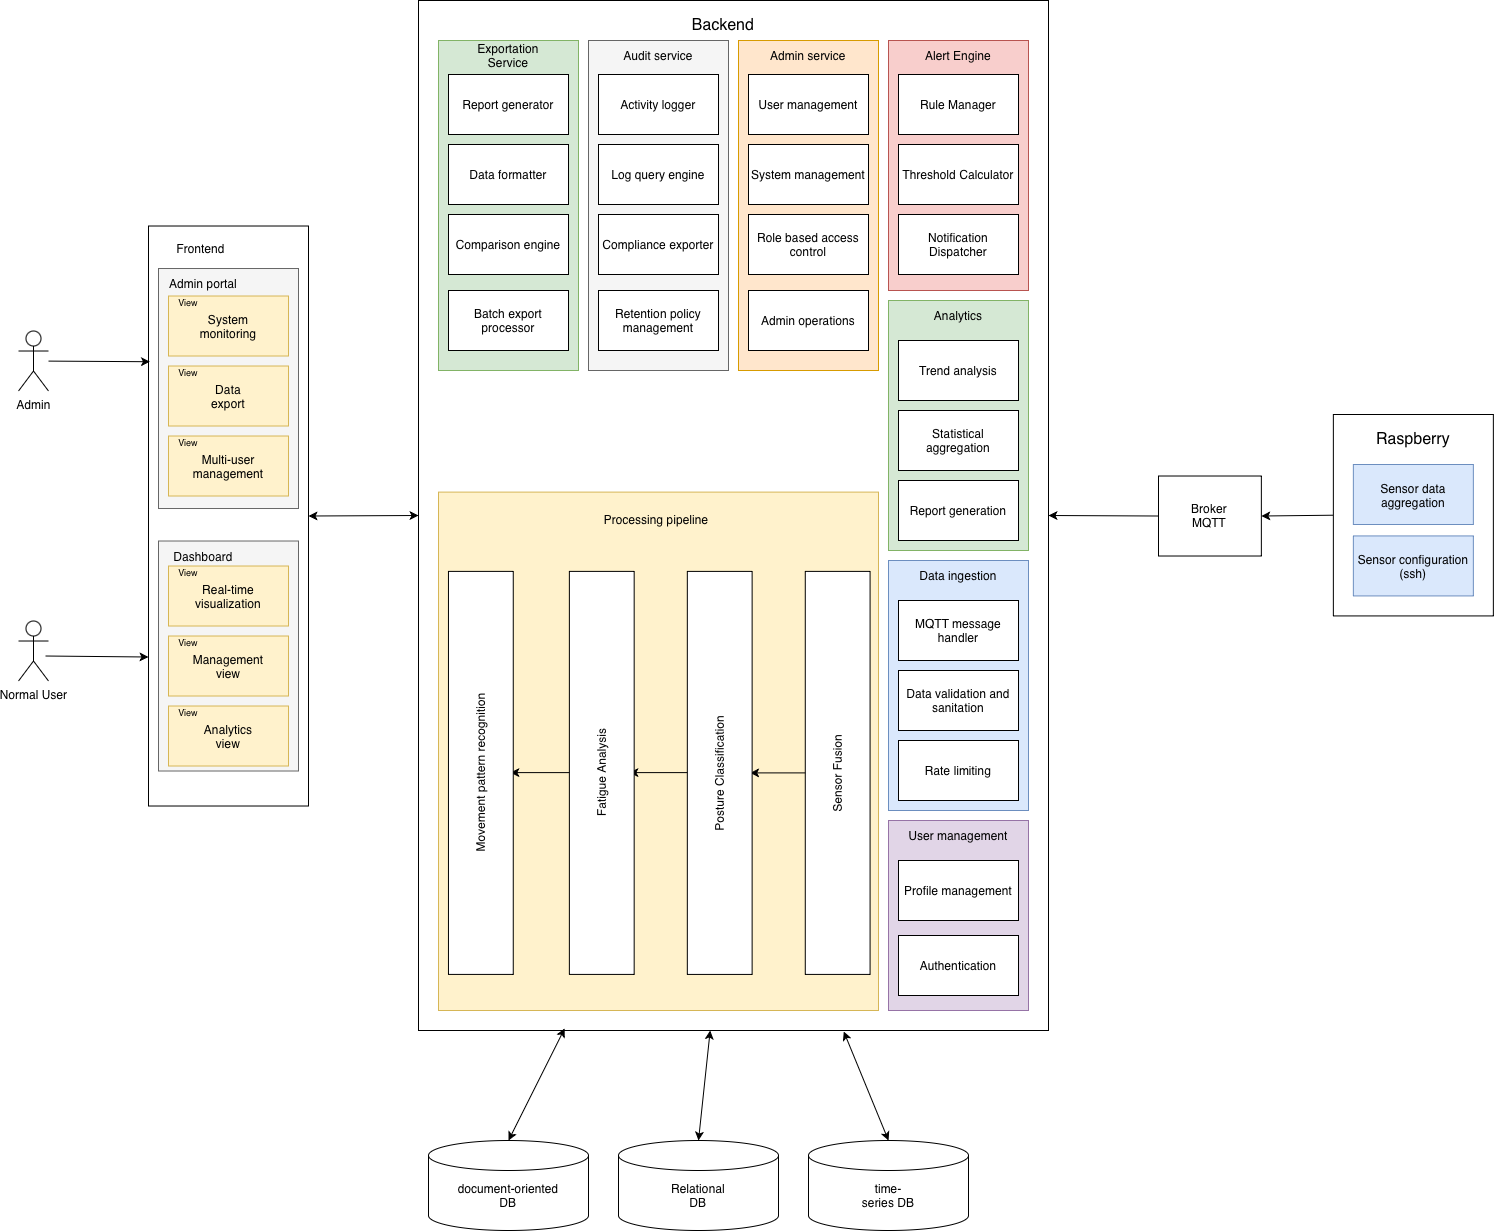 Backend
Exportation
Service
Report generator
Data formatter
Comparison engine
Batch export
processor
Audit service
Activity logger
Log query engine
Compliance exporter
Retention policy
management
Admin service
User management
System management
Role based access
control
Admin operations
Alert Engine
Rule Manager
Threshold Calculator
Notification
Dispatcher
Analytics
Trend analysis
Statistical
aggregation
Report generation
Data ingestion
MQTT message
handler
Data validation and
sanitation
Rate limiting
User management
Profile management
Authentication
Processing pipeline
Movement pattern recognition
Fatigue Analysis
Posture Classification
Sensor Fusion
Frontend
Admin portal
View
System
monitoring
View
Data
export
View
Multi-user
management
Dashboard
View
Real-time
visualization
View
Management
view
View
Analytics
view
Admin
Normal User
Broker
MQTT
Raspberry
Sensor data
aggregation
Sensor configuration
(ssh)
document-oriented
DB
Relational
DB
time-
series DB